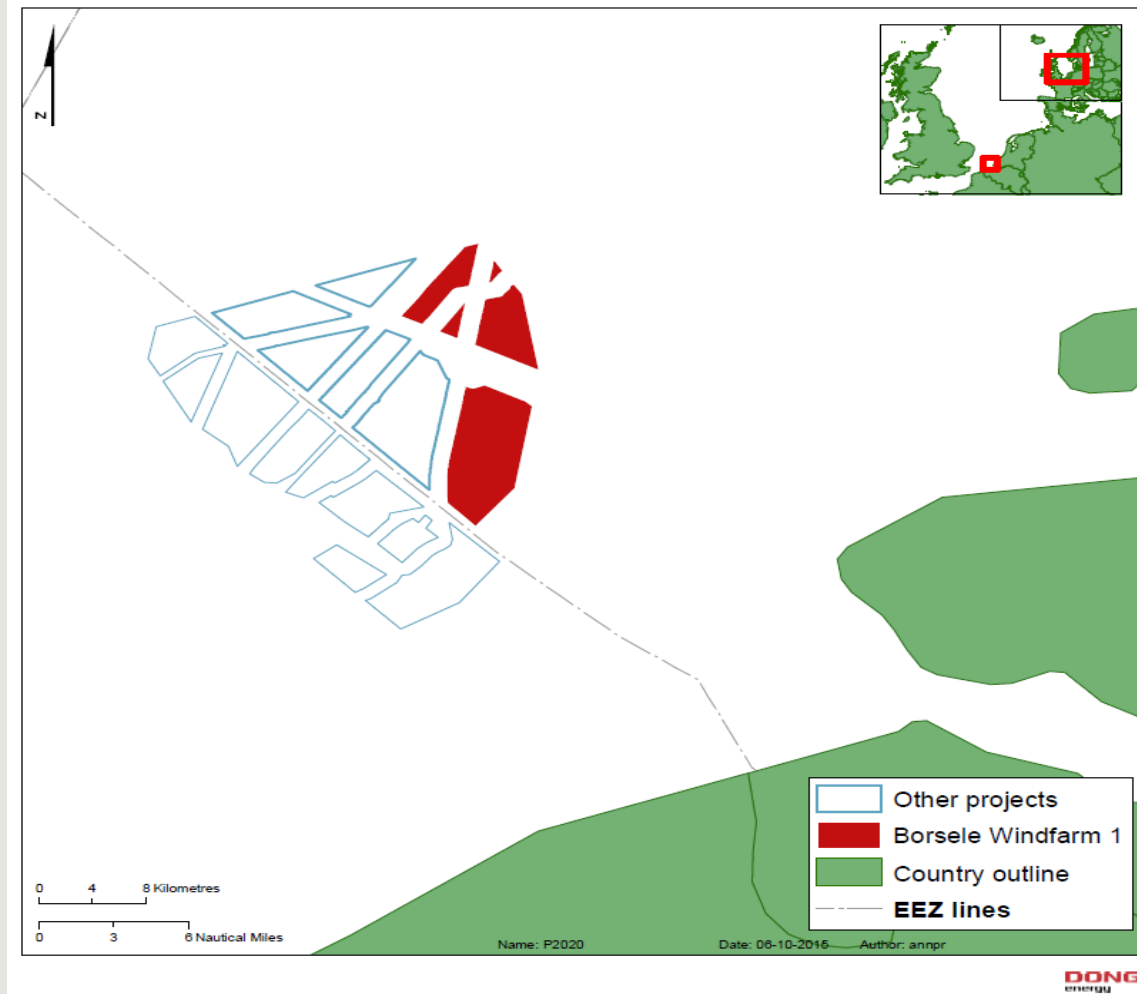 Z
Other projects
Borsele Windfarm 1
Country outline
EEZ lines
0 4 8 Kilometres
0 3 6 Nautical Miles
Name: P2020 Date: 06-10-2015 Author: annpr
DONG
energy